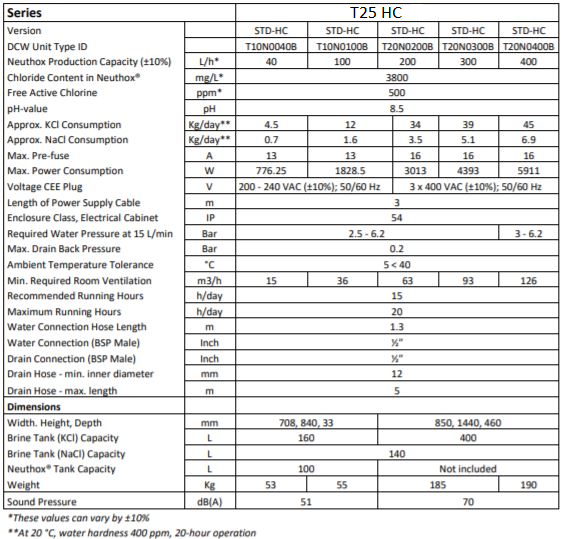 Series T25 HC
Version STD-HC STD-HC STD-HC STD-HC STD-HC
DCW Unit Type ID T10N0040B T10N0100B T20N0200B T20N0300B T20N0400B
Neuthox Production Capacity (±10%) L/h* 40 100 200 300 400
Chloride Content in Neuthox® mg/L* 3800
Free Active Chlorine ppm* 500
pH-value pH 8.5
Approx. KCl Consumption Kg/day** 4.5 12 34 39 45
Approx. NaCl Consumption Kg/day** 0.7 1.6 3.5 5.1 6.9
Max. Pre-fuse A 13 13 16 16 16
Max. Power Consumption W 776.25 1828.5 3013 4393 5911
Voltage CEE Plug V 200 - 240 VAC (±10%); 50/60 Hz 3 x 400 VAC (±10%); 50/60 Hz
Length of Power Supply Cable m 3
Enclosure Class, Electrical Cabinet IP 54
Required Water Pressure at 15 L/min Bar 2.5 - 6.2 3 - 6.2
Max. Drain Back Pressure Bar 0.2
Ambient Temperature Tolerance °C 5 < 40
Min. Required Room Ventilation m3/h 15 36 63 93 126
Recommended Running Hours h/day 15
Maximum Running Hours h/day 20
Water Connection Hose Length m 1.3
Water Connection (BSP Male) Inch ½"
Drain Connection (BSP Male) Inch ½"
Drain Hose - min. inner diameter mm 12
Drain Hose - max. length m 5
Dimensions
Width. Height, Depth mm 708, 840, 33 850, 1440, 460
Brine Tank (KCl) Capacity L 160 400
Brine Tank (NaCl) Capacity L 140
Neuthox® Tank Capacity L 100 Not included
Weight Kg 53 55 185 190
Sound Pressure dB(A) 51 70
*These values can vary by ±10%
**At 20 °C, water hardness 400 ppm, 20-hour operation